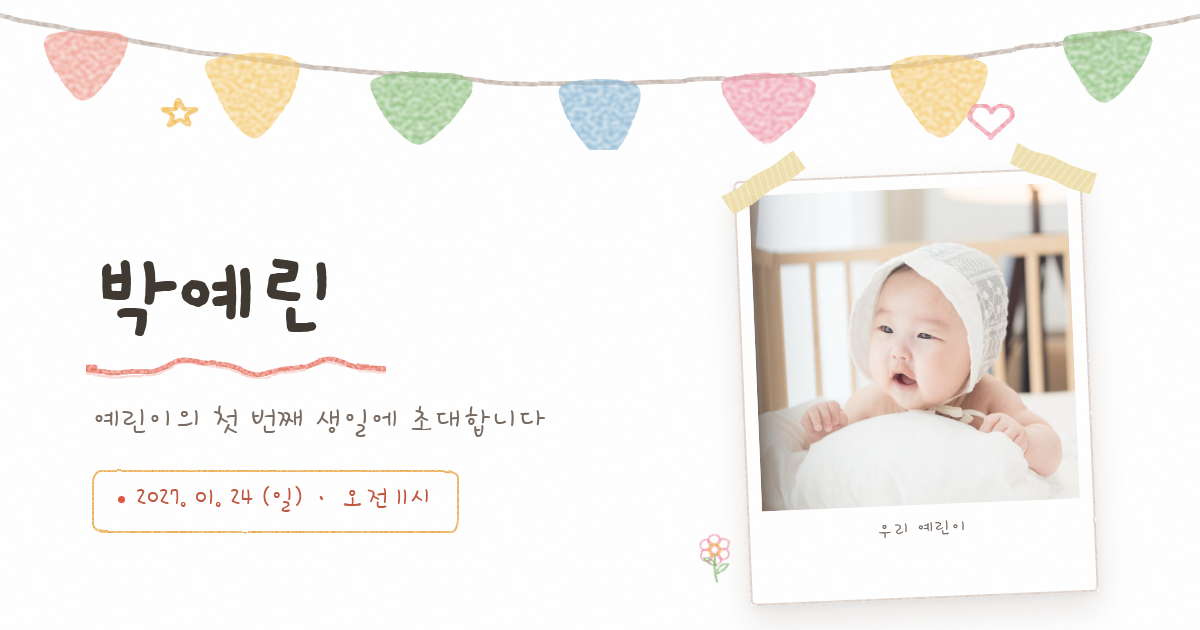 박예린
예린이의 첫 번째 생일에 초대합니다
2027. 01. 24 (일) · 오전 11시
우리 예린이